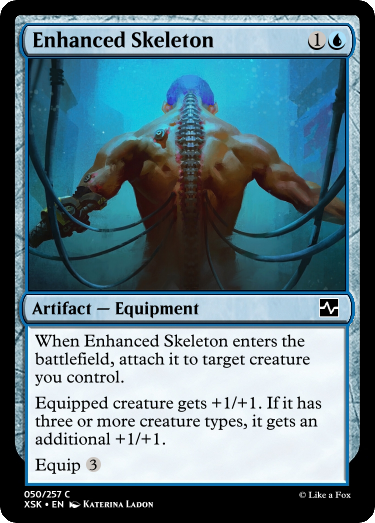 Enhanced Skeleton 1
Artifact — Equipment
When Enhanced Skeleton enters the
battlefield, attach it to target creature
you control.
Equipped creature gets +1/+1. If it has
three or more creature types, it gets an
additional +1/+1.
Equip 3
050/257 C
XSK • EN Katerina Ladon
© Like a Fox